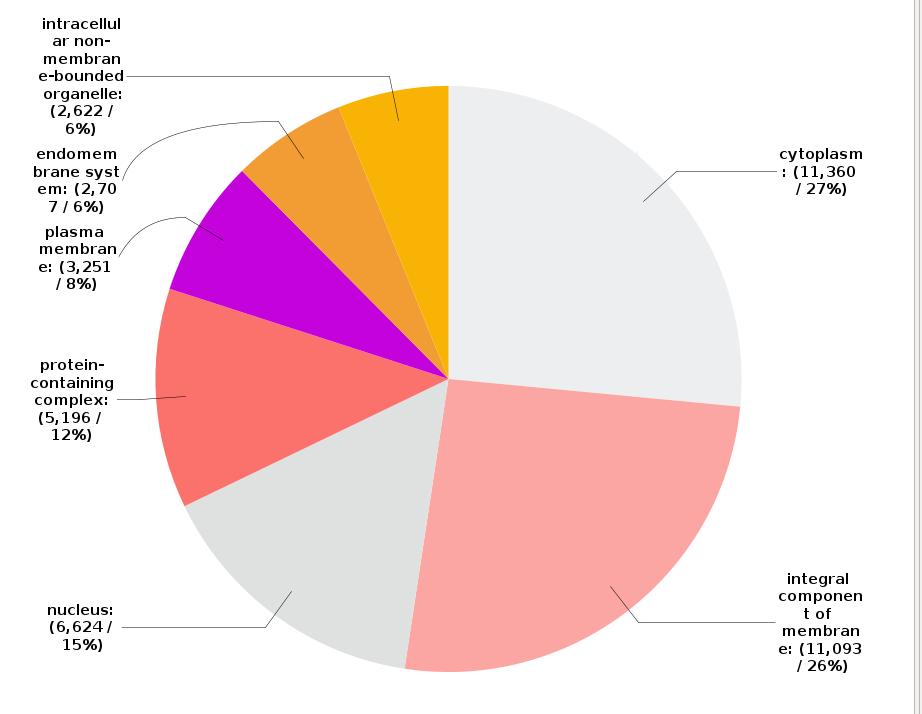 intracellul
ar non-
membran
e-bounded
organelle:
(2,622 /
6%)
endomem
brane syst
em: (2,70
7 / 6%)
plasma
membran
e: (3,251
/ 8%)
protein-
containing
complex:
(5,196 /
12%)
nucleus:
(6,624 /
15%)
cytoplasm
: (11,360
/ 27%)
integral
componen
t of
membran
e: (11,093
/ 26%)